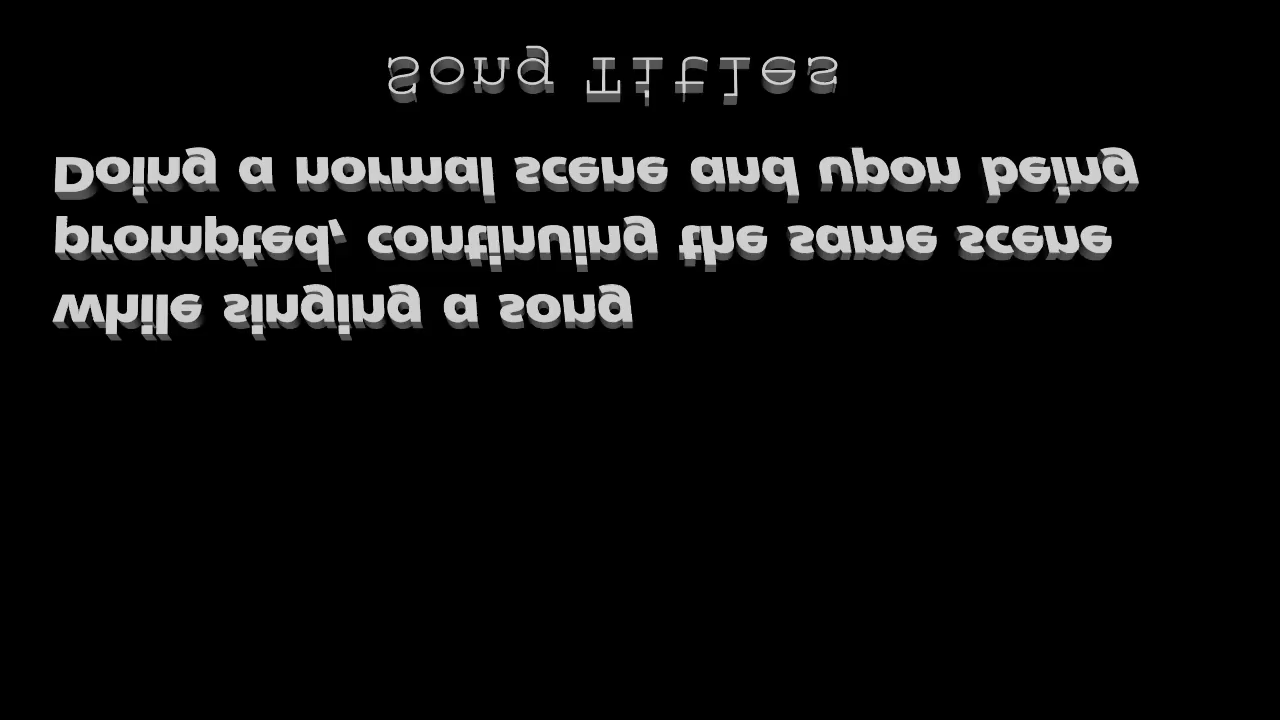 Song Titles
Doing a normal scene and upon being
prompted, continuing the same scene
while singing a song